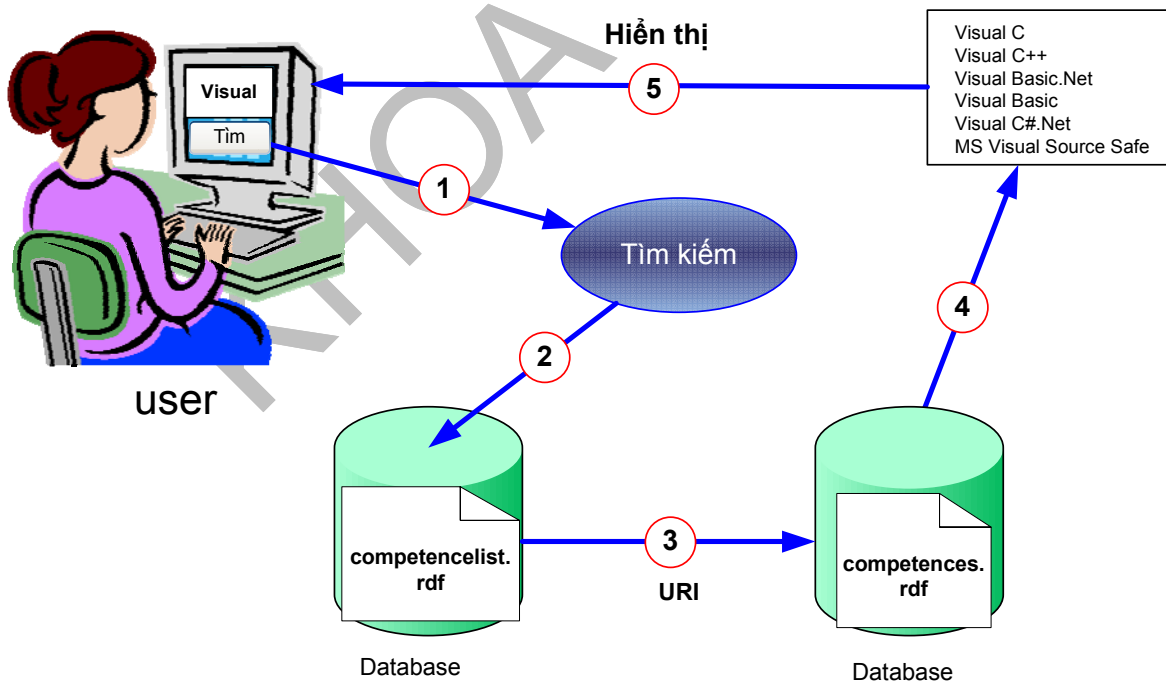 Hiển thị
Visual C
Visual C++
Visual Basic.Net
Visual Basic
Visual C#.Net
MS Visual Source Safe
Visual
Tìm
5
1
Tìm kiếm
4
2
user
3
competencelist.
rdf
competences.
rdf
URI
Database
Database
KHOA